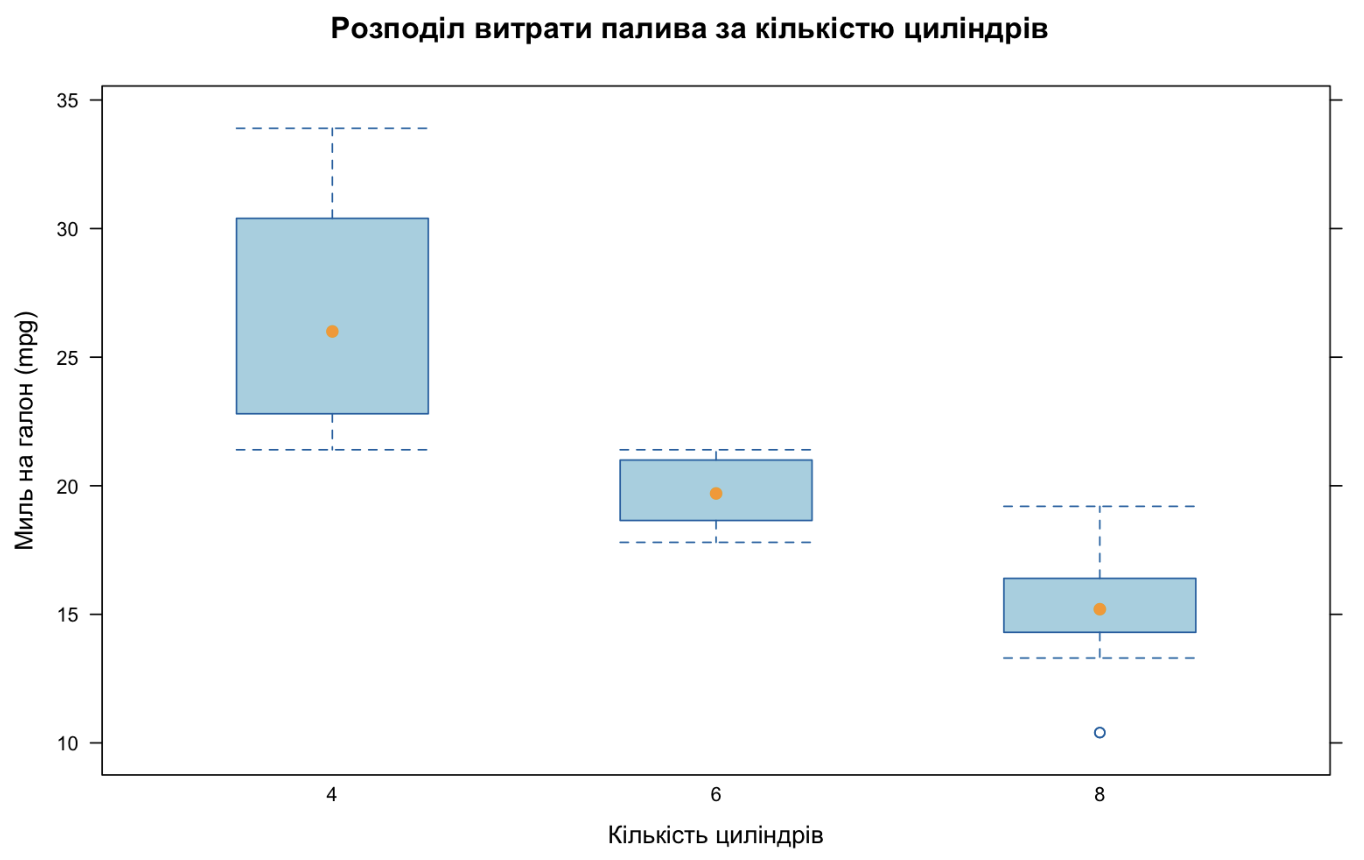 Розподіл витрати палива за кількістю циліндрів
35
30
25
20
15
10
Миль на галон (mpg)
4 6 8
Кількість циліндрів